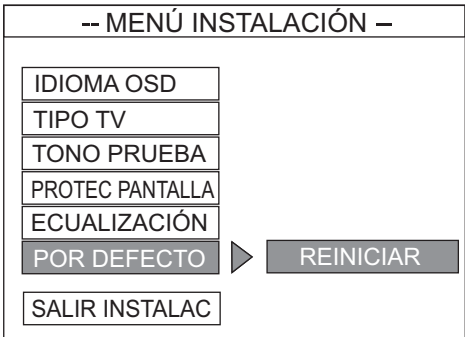 -- MENÚ INSTALACIÓN –
IDIOMA OSD
TIPO TV
TONO PRUEBA
PROTEC PANTALLA
ECUALIZACIÓN
POR DEFECTO REINICIAR
SALIR INSTALAC